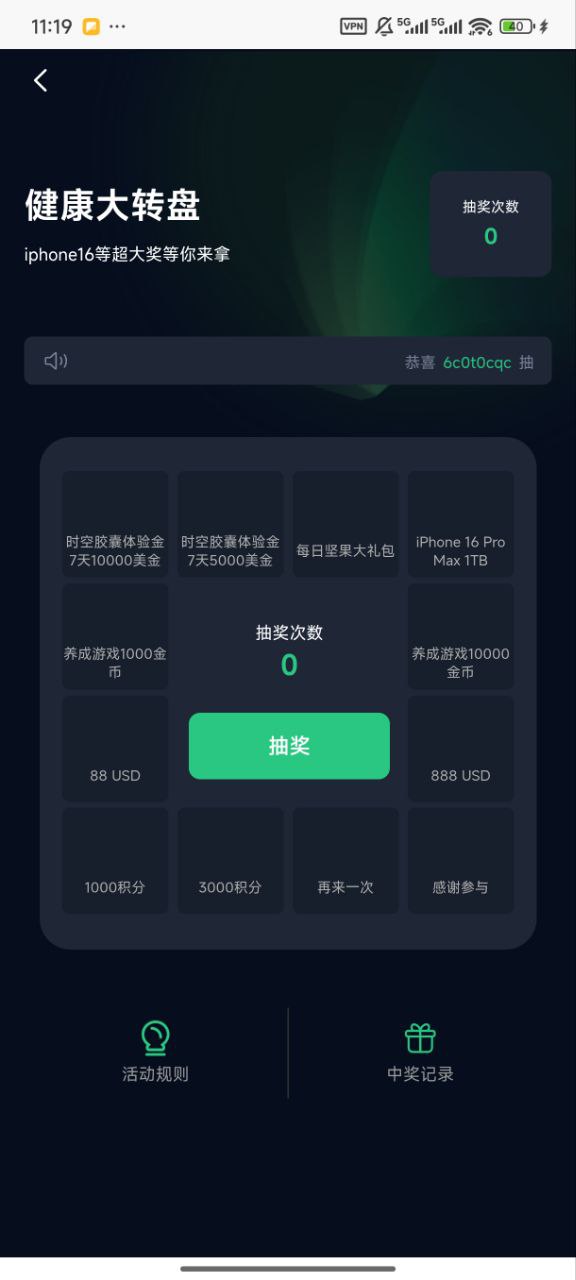 11:19
VPN
5G
5G
6
40
健康大转盘
抽奖次数
0
iphone16等超大奖等你来拿
恭喜 6c0t0cqc 抽
时空胶囊体验金
7天10000美金
时空胶囊体验金
7天5000美金
每日坚果大礼包
iPhone 16 Pro
Max 1TB
养成游戏1000金
币
抽奖次数
0
养成游戏10000
金币
88 USD
抽奖
888 USD
1000积分
3000积分
再来一次
感谢参与
活动规则
中奖记录